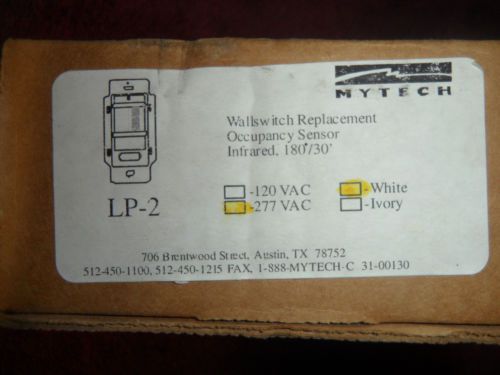 MYTECH
Wallswitch Replacement
Occupancy Sensor
Infrared, 180°/30'
-120 VAC -White
-277 VAC -Ivory
LP-2
706 Brentwood Street, Austin, TX 78752
512-450-1100, 512-450-1215 FAX, 1-888-MYTECH-C 31-00130